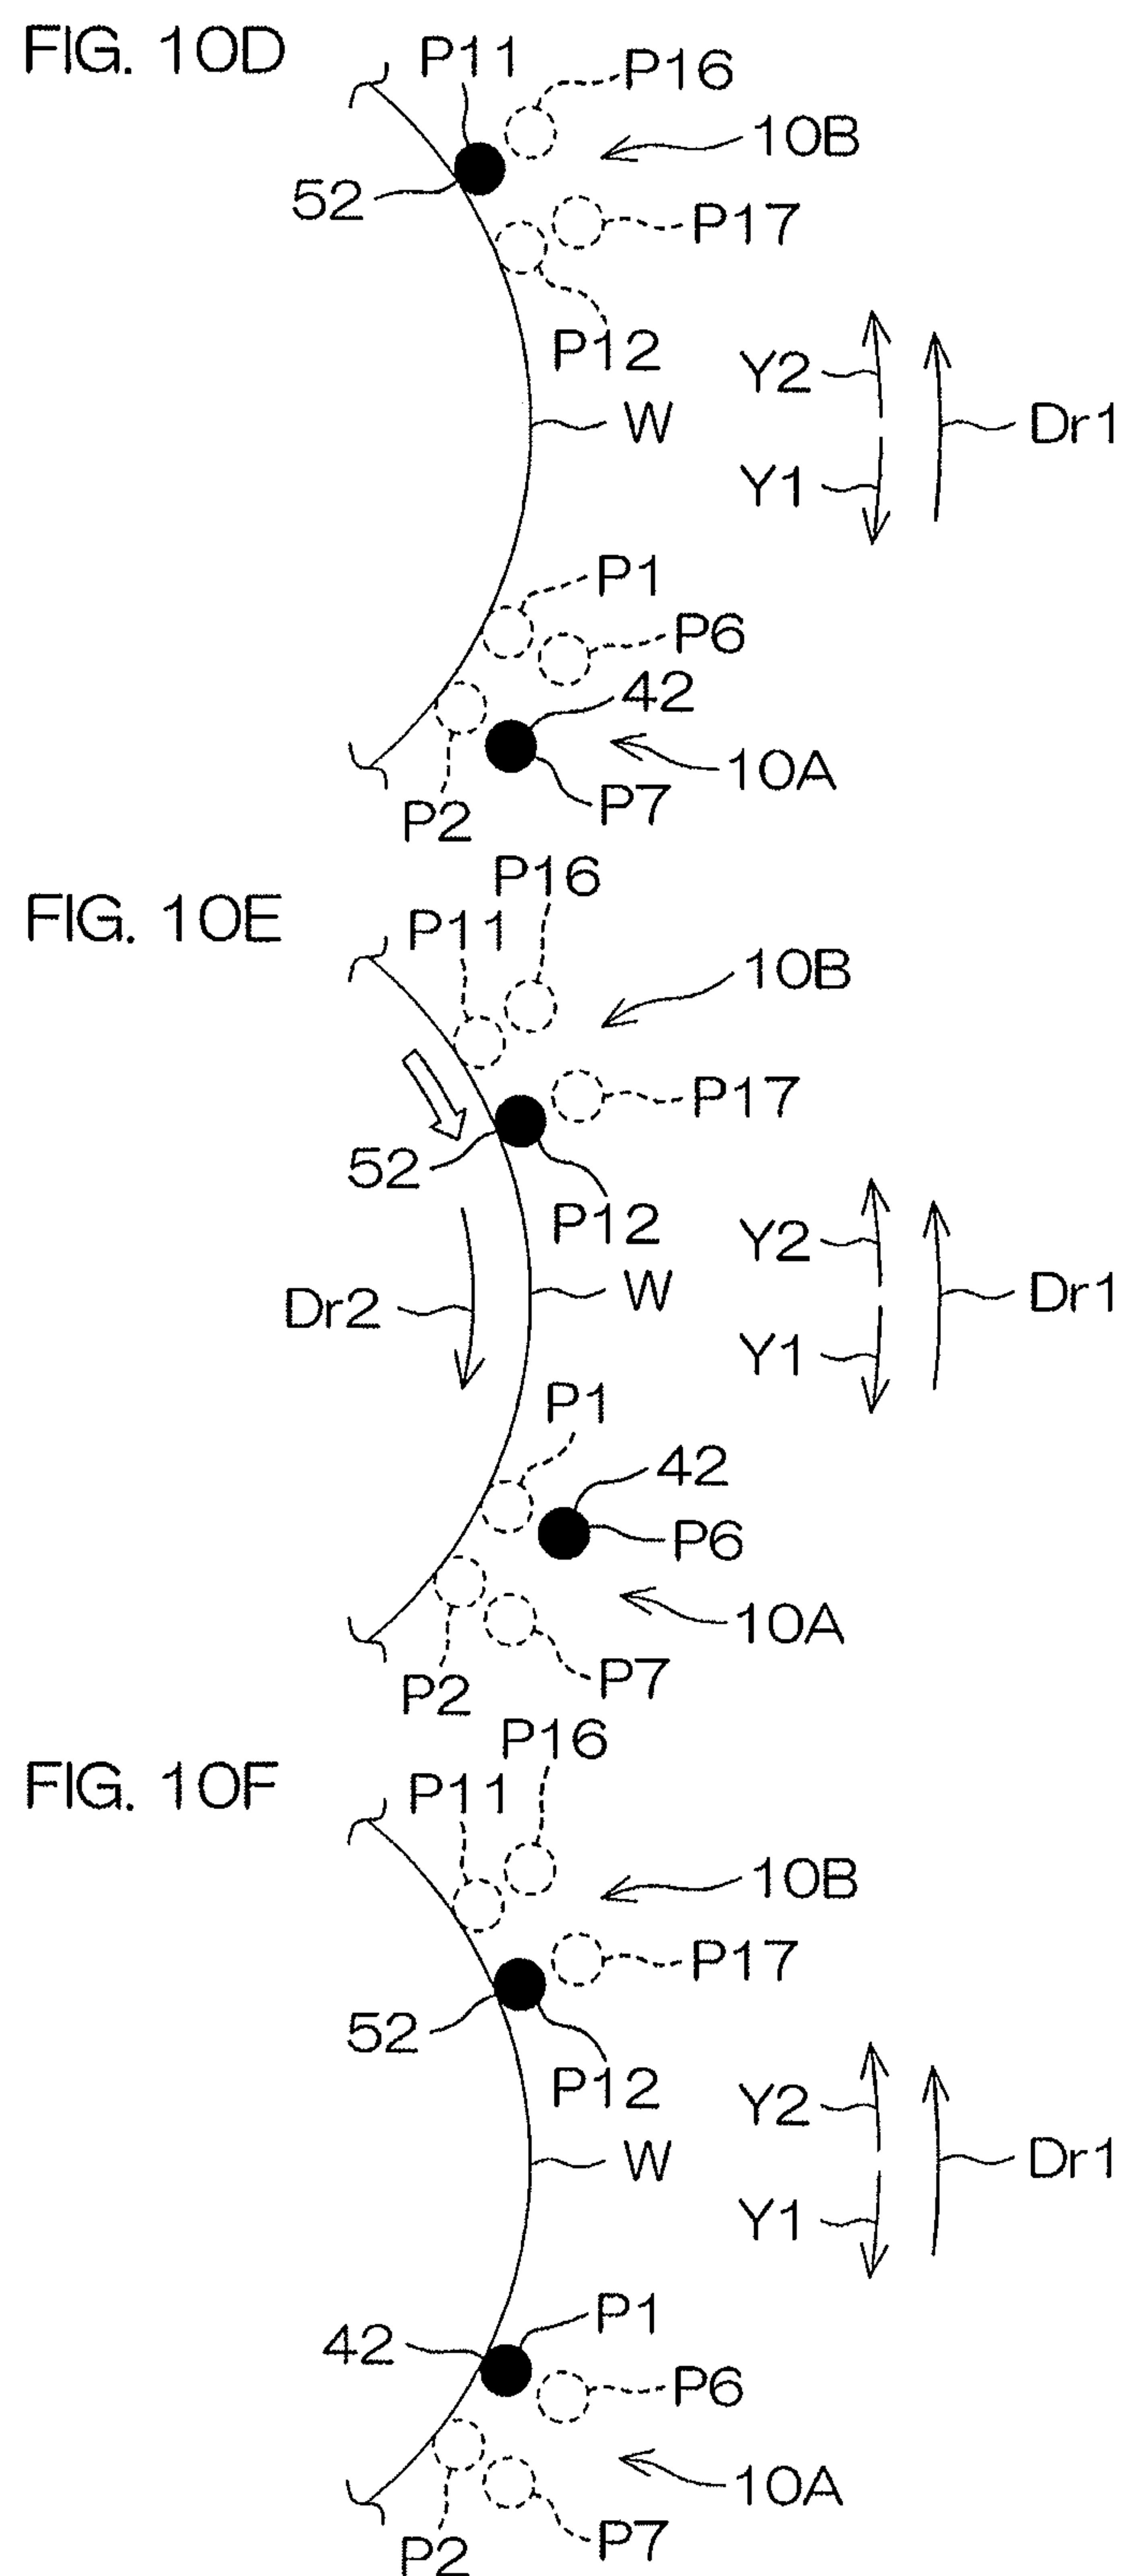 FIG. 10D
P11
P16
10B
52
P17
P12
Y2
W
Dr1
Y1
P1
P6
42
10A
P7
P2
FIG. 10E
P16
P11
10B
P17
52
P12
Y2
Dr2
W
Dr1
Y1
P1
42
P6
10A
P7
P2
FIG. 10F
P16
P11
10B
P17
52
P12
Y2
W
Dr1
Y1
P1
42
P6
10A
P7
P2